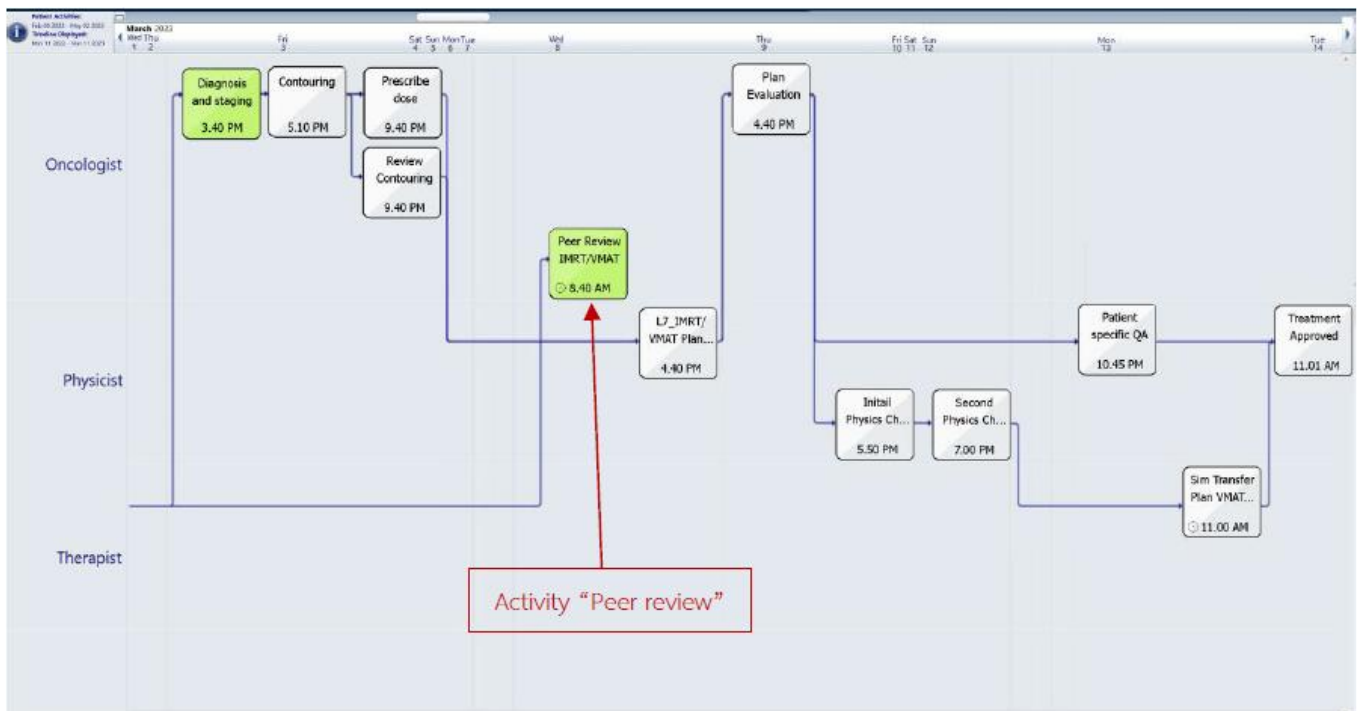 Patient Activities:
March 2023
Wed Thu Fri Sat Sun Mon Tue Wed Thu Fri Sat Sun Mon Tue
1 2 3 4 5 6 7 8 9 10 11 12 13 14
Oncologist
Diagnosis
and staging
3.40 PM
Contouring
5.10 PM
Prescribe
dose
9.40 PM
Review
Contouring
9.40 PM
Plan
Evaluation
4.40 PM
Peer Review
IMRT/VMAT
8.40 AM
Physicist
L7_IMRT/
VMAT Plan...
4.40 PM
Patient
specific QA
10.45 PM
Treatment
Approved
11.01 AM
Initail
Physics Ch...
5.50 PM
Second
Physics Ch...
7.00 PM
Therapist
Sim Transfer
Plan VMAT...
11.00 AM
Activity “Peer review”